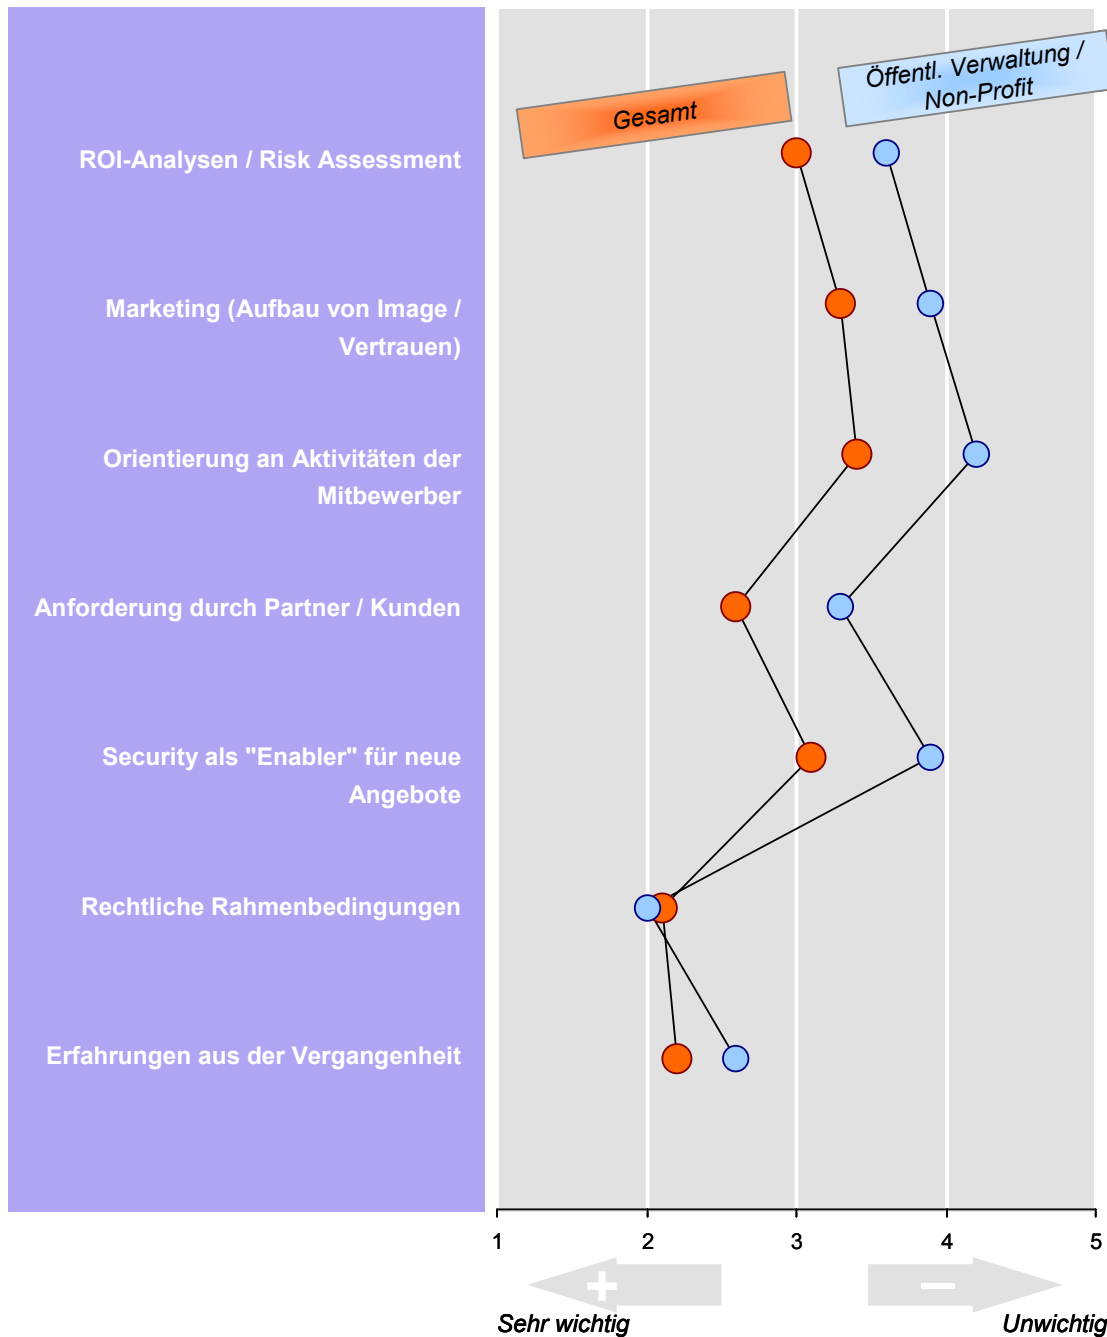 Gesamt
Öffentl. Verwaltung /
Non-Profit
ROI-Analysen / Risk Assessment
Marketing (Aufbau von Image /
Vertrauen)
Orientierung an Aktivitäten der
Mitbewerber
Anforderung durch Partner / Kunden
Security als "Enabler" für neue
Angebote
Rechtliche Rahmenbedingungen
Erfahrungen aus der Vergangenheit
1 2 3 4 5
+ −
Sehr wichtig Unwichtig